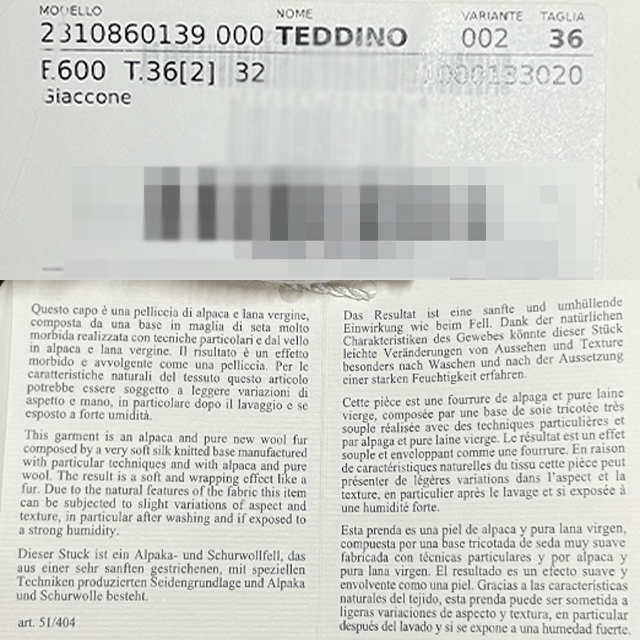 MODELLO NOME VARIANTE TAGLIA
2310860139 000 TEDDINO 002 36
F.600 T.36[2] 32 1000133020
Giaccone
Questo capo è una pelliccia di alpaca e lana vergine,
composta da una base in maglia di seta molto
morbida realizzata con tecniche particolari e dal vello
in alpaca e lana vergine. Il risultato è un effetto
morbido e avvolgente come una pelliccia. Per le
caratteristiche naturali del tessuto questo articolo
potrebbe essere soggetto a leggere variazioni di
aspetto e mano, in particolare dopo il lavaggio e se
esposto a forte umidità.
This garment is an alpaca and pure new wool fur
composed by a very soft silk knitted base manufactured
with particular techniques and with alpaca and pure
wool. The result is a soft and wrapping effect like a
fur. Due to the natural features of the fabric this item
can be subjected to slight variations of aspect and
texture, in particular after washing and if exposed to
a strong humidity.
Dieser Stuck ist ein Alpaka- und Schurwollfell, das
aus einer sehr sanften gestrichenen, mit speziellen
Techniken produzierten Seidengrundlage und Alpaka
und Schurwolle besteht.
art. 51/404
Das Resultat ist eine sanfte und umhüllende
Einwirkung wie beim Fell. Dank der natürlichen
Charakteristiken des Gewebes könnte dieser Stück
leichte Veränderungen von Aussehen und Texture
besonders nach Waschen und nach der Aussetzung
einer starken Feuchtigkeit erfahren.
Cette pièce est une fourrure de alpaga et pure laine
vierge, composée par une base de soie tricotée très
souple réalisée avec des techniques particulières et
par alpaga et pure laine vierge. Le résultat est un effet
souple et enveloppant comme une fourrure. En raison
de caractéristiques naturelles du tissu cette pièce peut
présenter de légères variations dans l'aspect et la
texture, en particulier après le lavage et si exposée à
une humidité forte.
Esta prenda es una piel de alpaca y pura lana virgen,
compuesta por una base tricotada de seda muy suave
fabricada con técnicas particulares y por alpaca y
pura lana virgen. El resultado es un efecto suave y
envolvente como una piel. Gracias a las características
naturales del tejido, esta prenda puede ser sometida a
ligeras variaciones de aspecto y textura, en particular
después del lavado y si se expone a una humedad fuerte